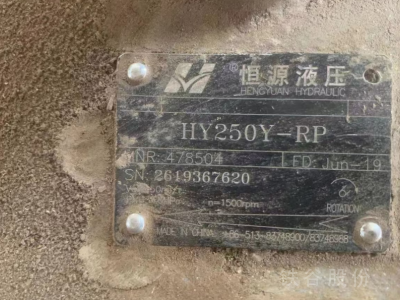 ®恒源液压
HENGYUAN HYDRAULIC
HY250Y-RP
MNR: 478504 FD: Jun-19
SN: 2619367620
n=1500rpm
ROTATION
MADE IN CHINA